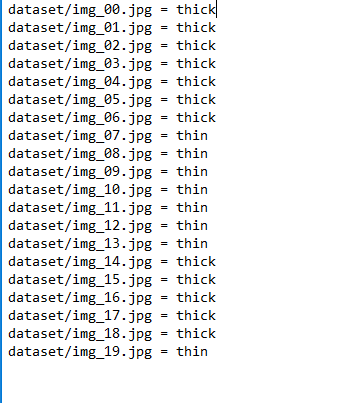 dataset/img_00.jpg = thick
dataset/img_01.jpg = thick
dataset/img_02.jpg = thick
dataset/img_03.jpg = thick
dataset/img_04.jpg = thick
dataset/img_05.jpg = thick
dataset/img_06.jpg = thick
dataset/img_07.jpg = thin
dataset/img_08.jpg = thin
dataset/img_09.jpg = thin
dataset/img_10.jpg = thin
dataset/img_11.jpg = thin
dataset/img_12.jpg = thin
dataset/img_13.jpg = thin
dataset/img_14.jpg = thick
dataset/img_15.jpg = thick
dataset/img_16.jpg = thick
dataset/img_17.jpg = thick
dataset/img_18.jpg = thick
dataset/img_19.jpg = thin